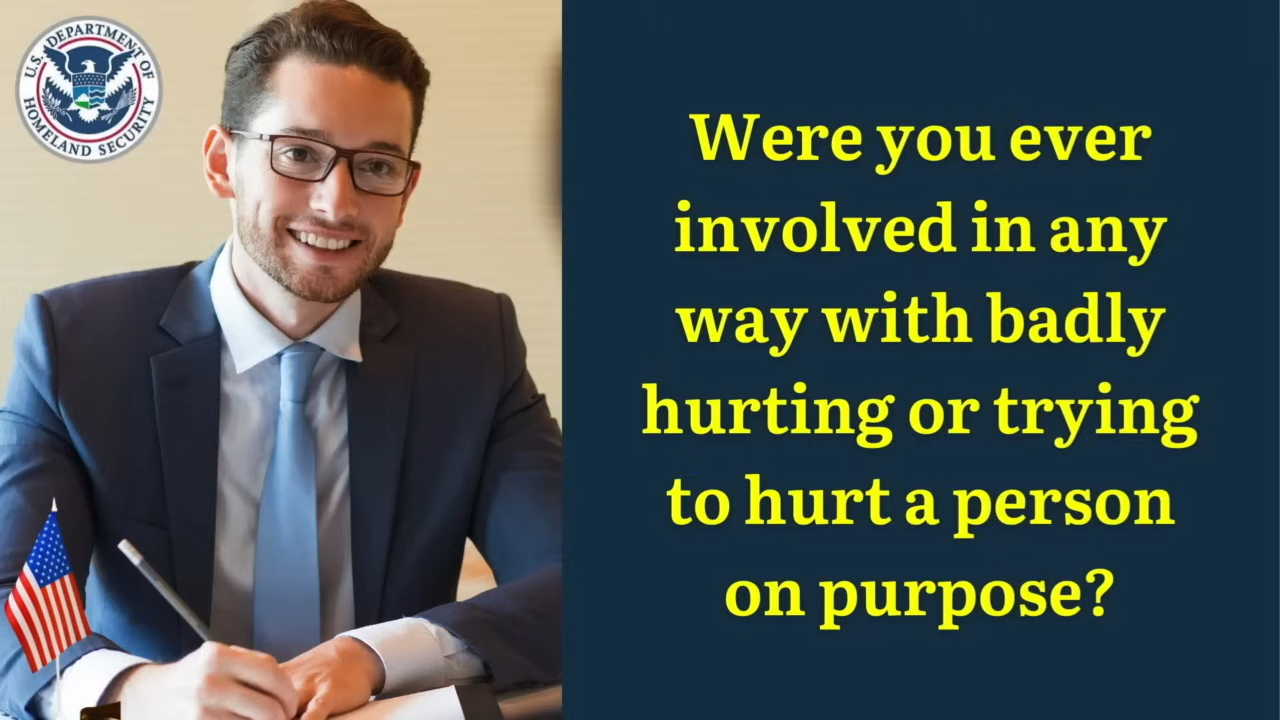 U.S. DEPARTMENT OF
HOMELAND SECURITY
Were you ever
involved in any
way with badly
hurting or trying
to hurt a person
on purpose?